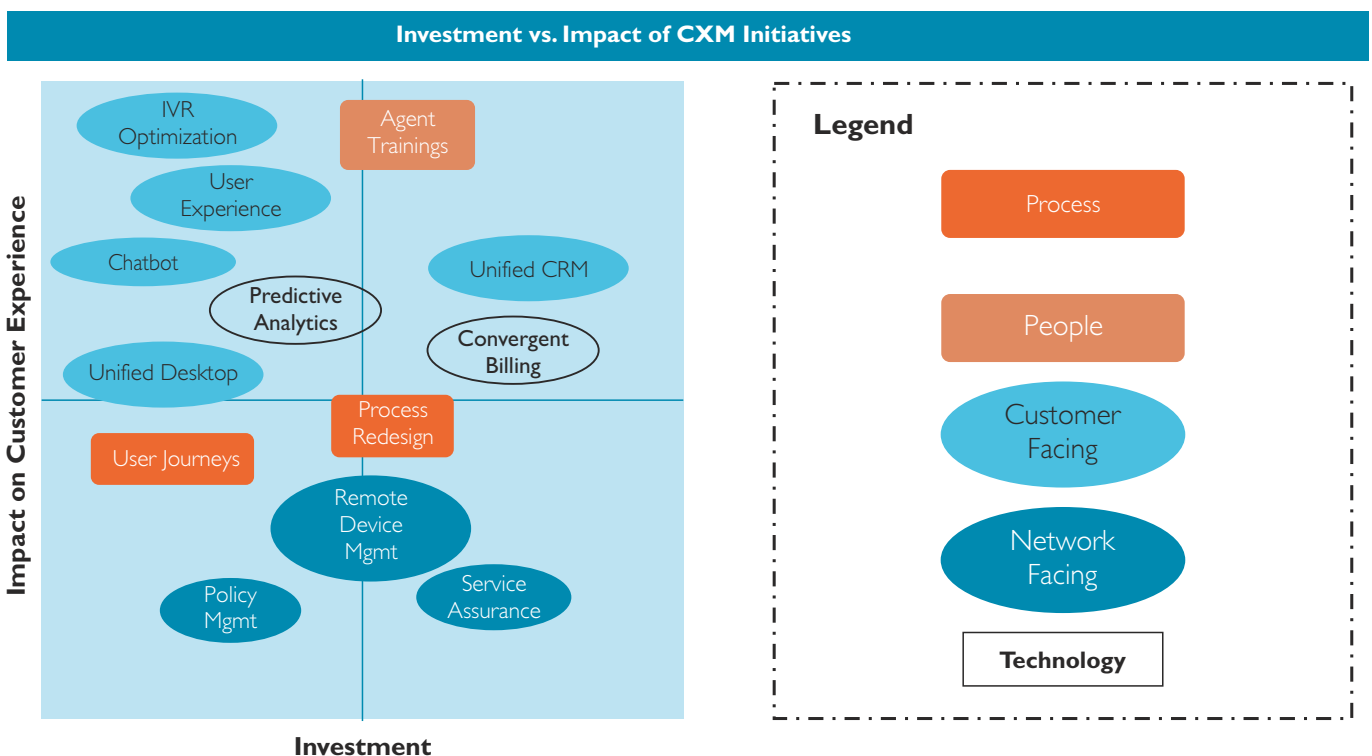 Investment vs. Impact of CXM Initiatives
Impact on Customer Experience
IVR
Optimization
Agent
Trainings
User
Experience
Chatbot
Unified CRM
Predictive
Analytics
Convergent
Billing
Unified Desktop
Process
Redesign
User Journeys
Remote
Device
Mgmt
Policy
Mgmt
Service
Assurance
Investment
Legend
Process
People
Customer
Facing
Network
Facing
Technology